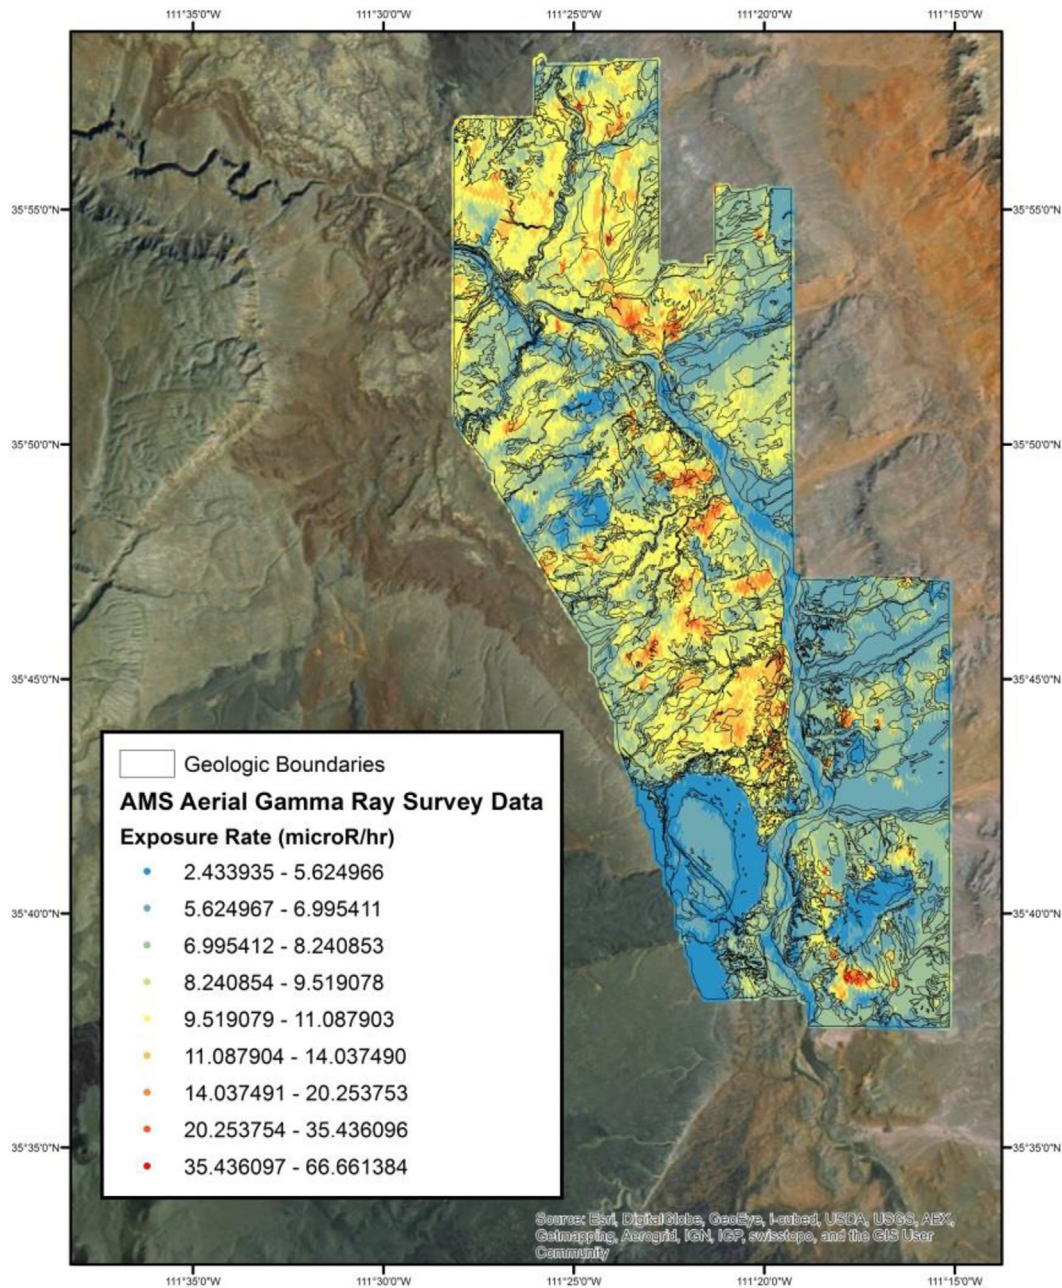 111°35'0"W 111°30'0"W 111°25'0"W 111°20'0"W 111°15'0"W
35°55'0"N 35°55'0"N
35°50'0"N 35°50'0"N
35°45'0"N 35°45'0"N
Geologic Boundaries
AMS Aerial Gamma Ray Survey Data
Exposure Rate (microR/hr)
2.433935 - 5.624966
5.624967 - 6.995411
35°40'0"N 35°40'0"N
6.995412 - 8.240853
8.240854 - 9.519078
9.519079 - 11.087903
11.087904 - 14.037490
14.037491 - 20.253753
20.253754 - 35.436096
35°35'0"N 35°35'0"N
35.436097 - 66.661384
Source: Esri, DigitalGlobe, GeoEye, i-cubed, USDA, USGS, AEX,
Getmapping, Aerogrid, IGN, IGP, swisstopo, and the GIS User
Community
111°35'0"W 111°30'0"W 111°25'0"W 111°20'0"W 111°15'0"W